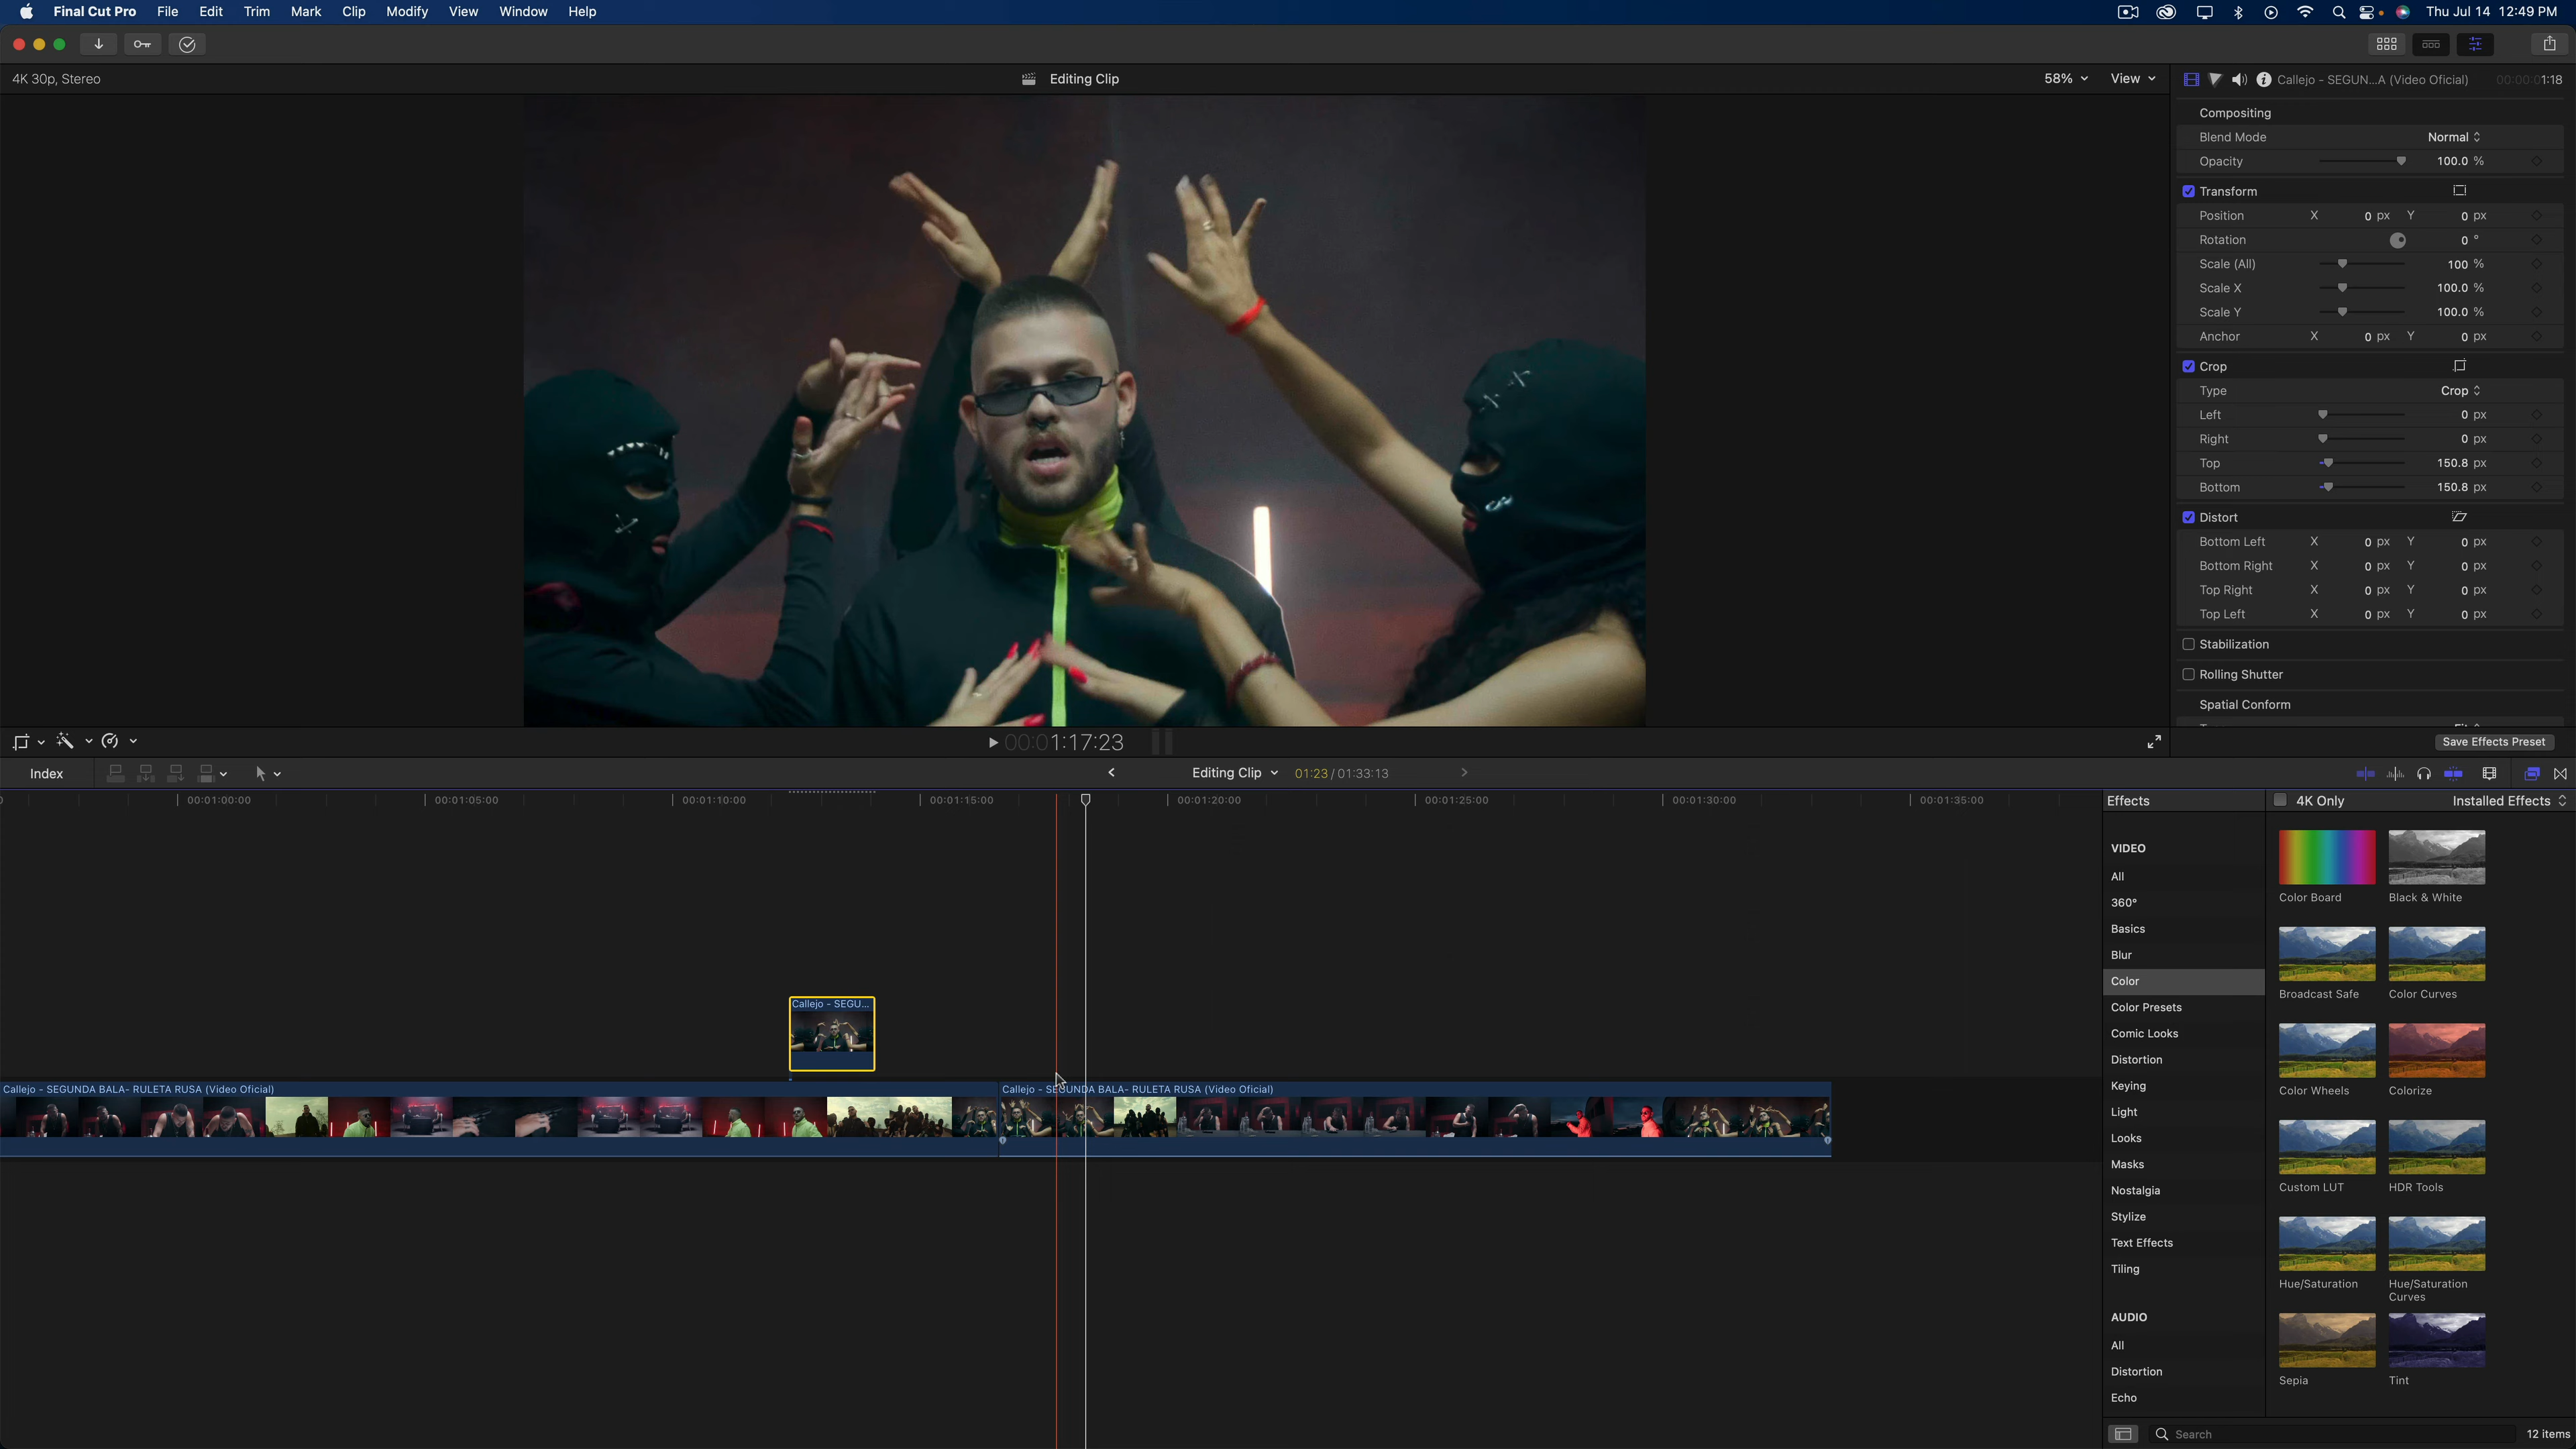 Final Cut Pro File Edit Trim Mark Clip Modify View Window Help Thu Jul 14 12:49 PM
4K 30p, Stereo Editing Clip 58% View Callejo - SEGUN...A (Video Oficial) 00:00:01:18
Compositing
Blend Mode Normal
Opacity 100.0 %
Transform
Position X 0 px Y 0 px
Rotation 0 °
Scale (All) 100 %
Scale X 100.0 %
Scale Y 100.0 %
Anchor X 0 px Y 0 px
Crop
Type Crop
Left 0 px
Right 0 px
Top 150.8 px
Bottom 150.8 px
Distort
Bottom Left X 0 px Y 0 px
Bottom Right X 0 px Y 0 px
Top Right X 0 px Y 0 px
Top Left X 0 px Y 0 px
Stabilization
Rolling Shutter
Spatial Conform
00:01:17:23 Save Effects Preset
Index Editing Clip 01:23 / 01:33:13
00:01:00:00 00:01:05:00 00:01:10:00 00:01:15:00 00:01:20:00 00:01:25:00 00:01:30:00 00:01:35:00
Callejo - SEGU...
Callejo - SEGUNDA BALA- RULETA RUSA (Video Oficial) Callejo - SEGUNDA BALA- RULETA RUSA (Video Oficial)
Effects 4K Only Installed Effects
VIDEO
All
360°
Basics
Blur
Color
Color Presets
Comic Looks
Distortion
Keying
Light
Looks
Masks
Nostalgia
Stylize
Text Effects
Tiling
AUDIO
All
Distortion
Echo
Color Board Black & White
Broadcast Safe Color Curves
Color Wheels Colorize
Custom LUT HDR Tools
Hue/Saturation Hue/Saturation
Curves
Sepia Tint
Search 12 items